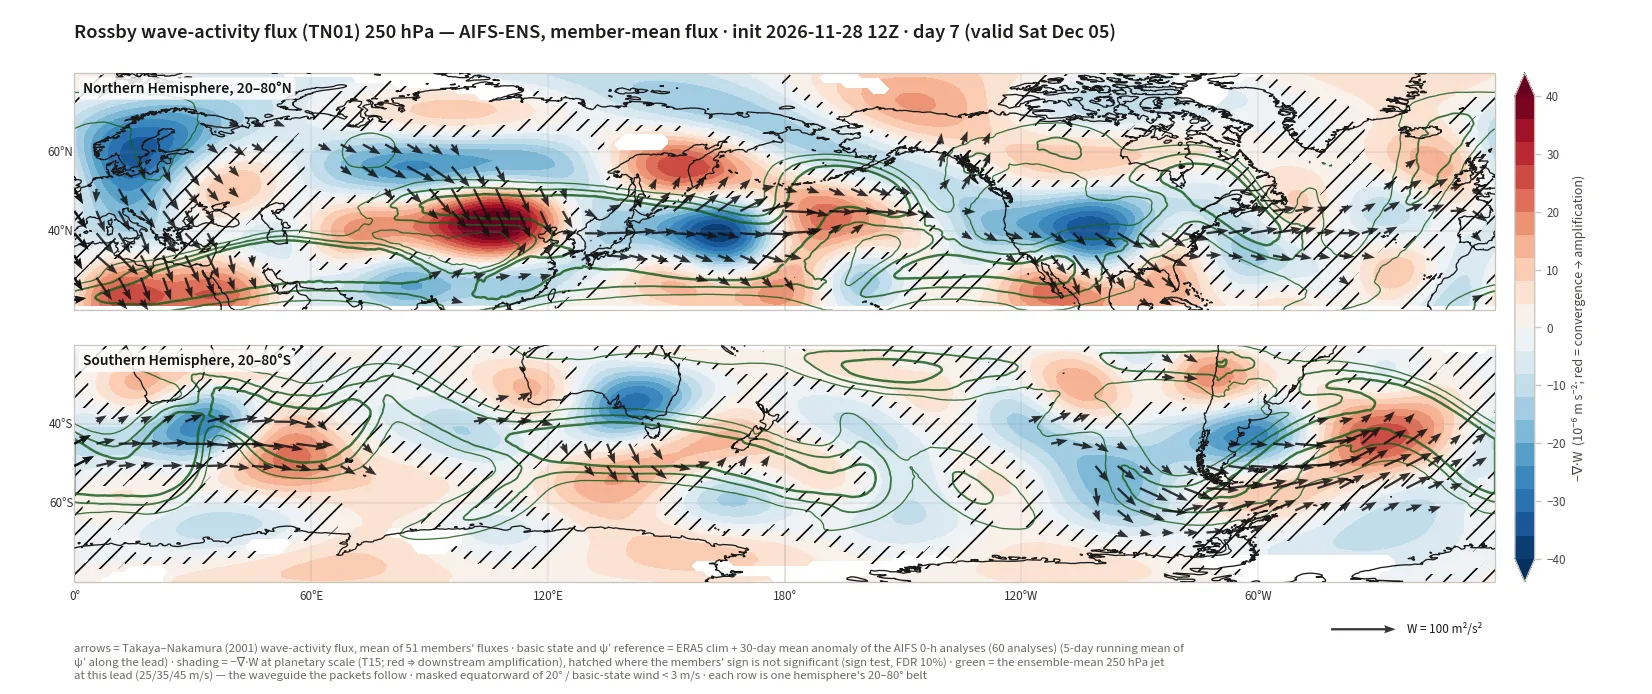 Rossby wave-activity flux (TN01) 250 hPa — AIFS-ENS, member-mean flux · init 2026-11-28 12Z · day 7 (valid Sat Dec 05)
Northern Hemisphere, 20–80°N
60°N
40°N
Southern Hemisphere, 20–80°S
40°S
60°S
0°
60°E
120°E
180°
120°W
60°W
40
30
20
10
0
−10
−20
−30
−40
−∇·W (10⁻⁶ m s⁻²; red = convergence → amplification)
W = 100 m²/s²
arrows = Takaya–Nakamura (2001) wave-activity flux, mean of 51 members' fluxes · basic state and ψ' reference = ERA5 clim + 30-day mean anomaly of the AIFS 0-h analyses (60 analyses) (5-day running mean of
ψ' along the lead) · shading = −∇·W at planetary scale (T15; red ⇒ downstream amplification), hatched where the members' sign is not significant (sign test, FDR 10%) · green = the ensemble-mean 250 hPa jet
at this lead (25/35/45 m/s) — the waveguide the packets follow · masked equatorward of 20° / basic-state wind < 3 m/s · each row is one hemisphere's 20–80° belt